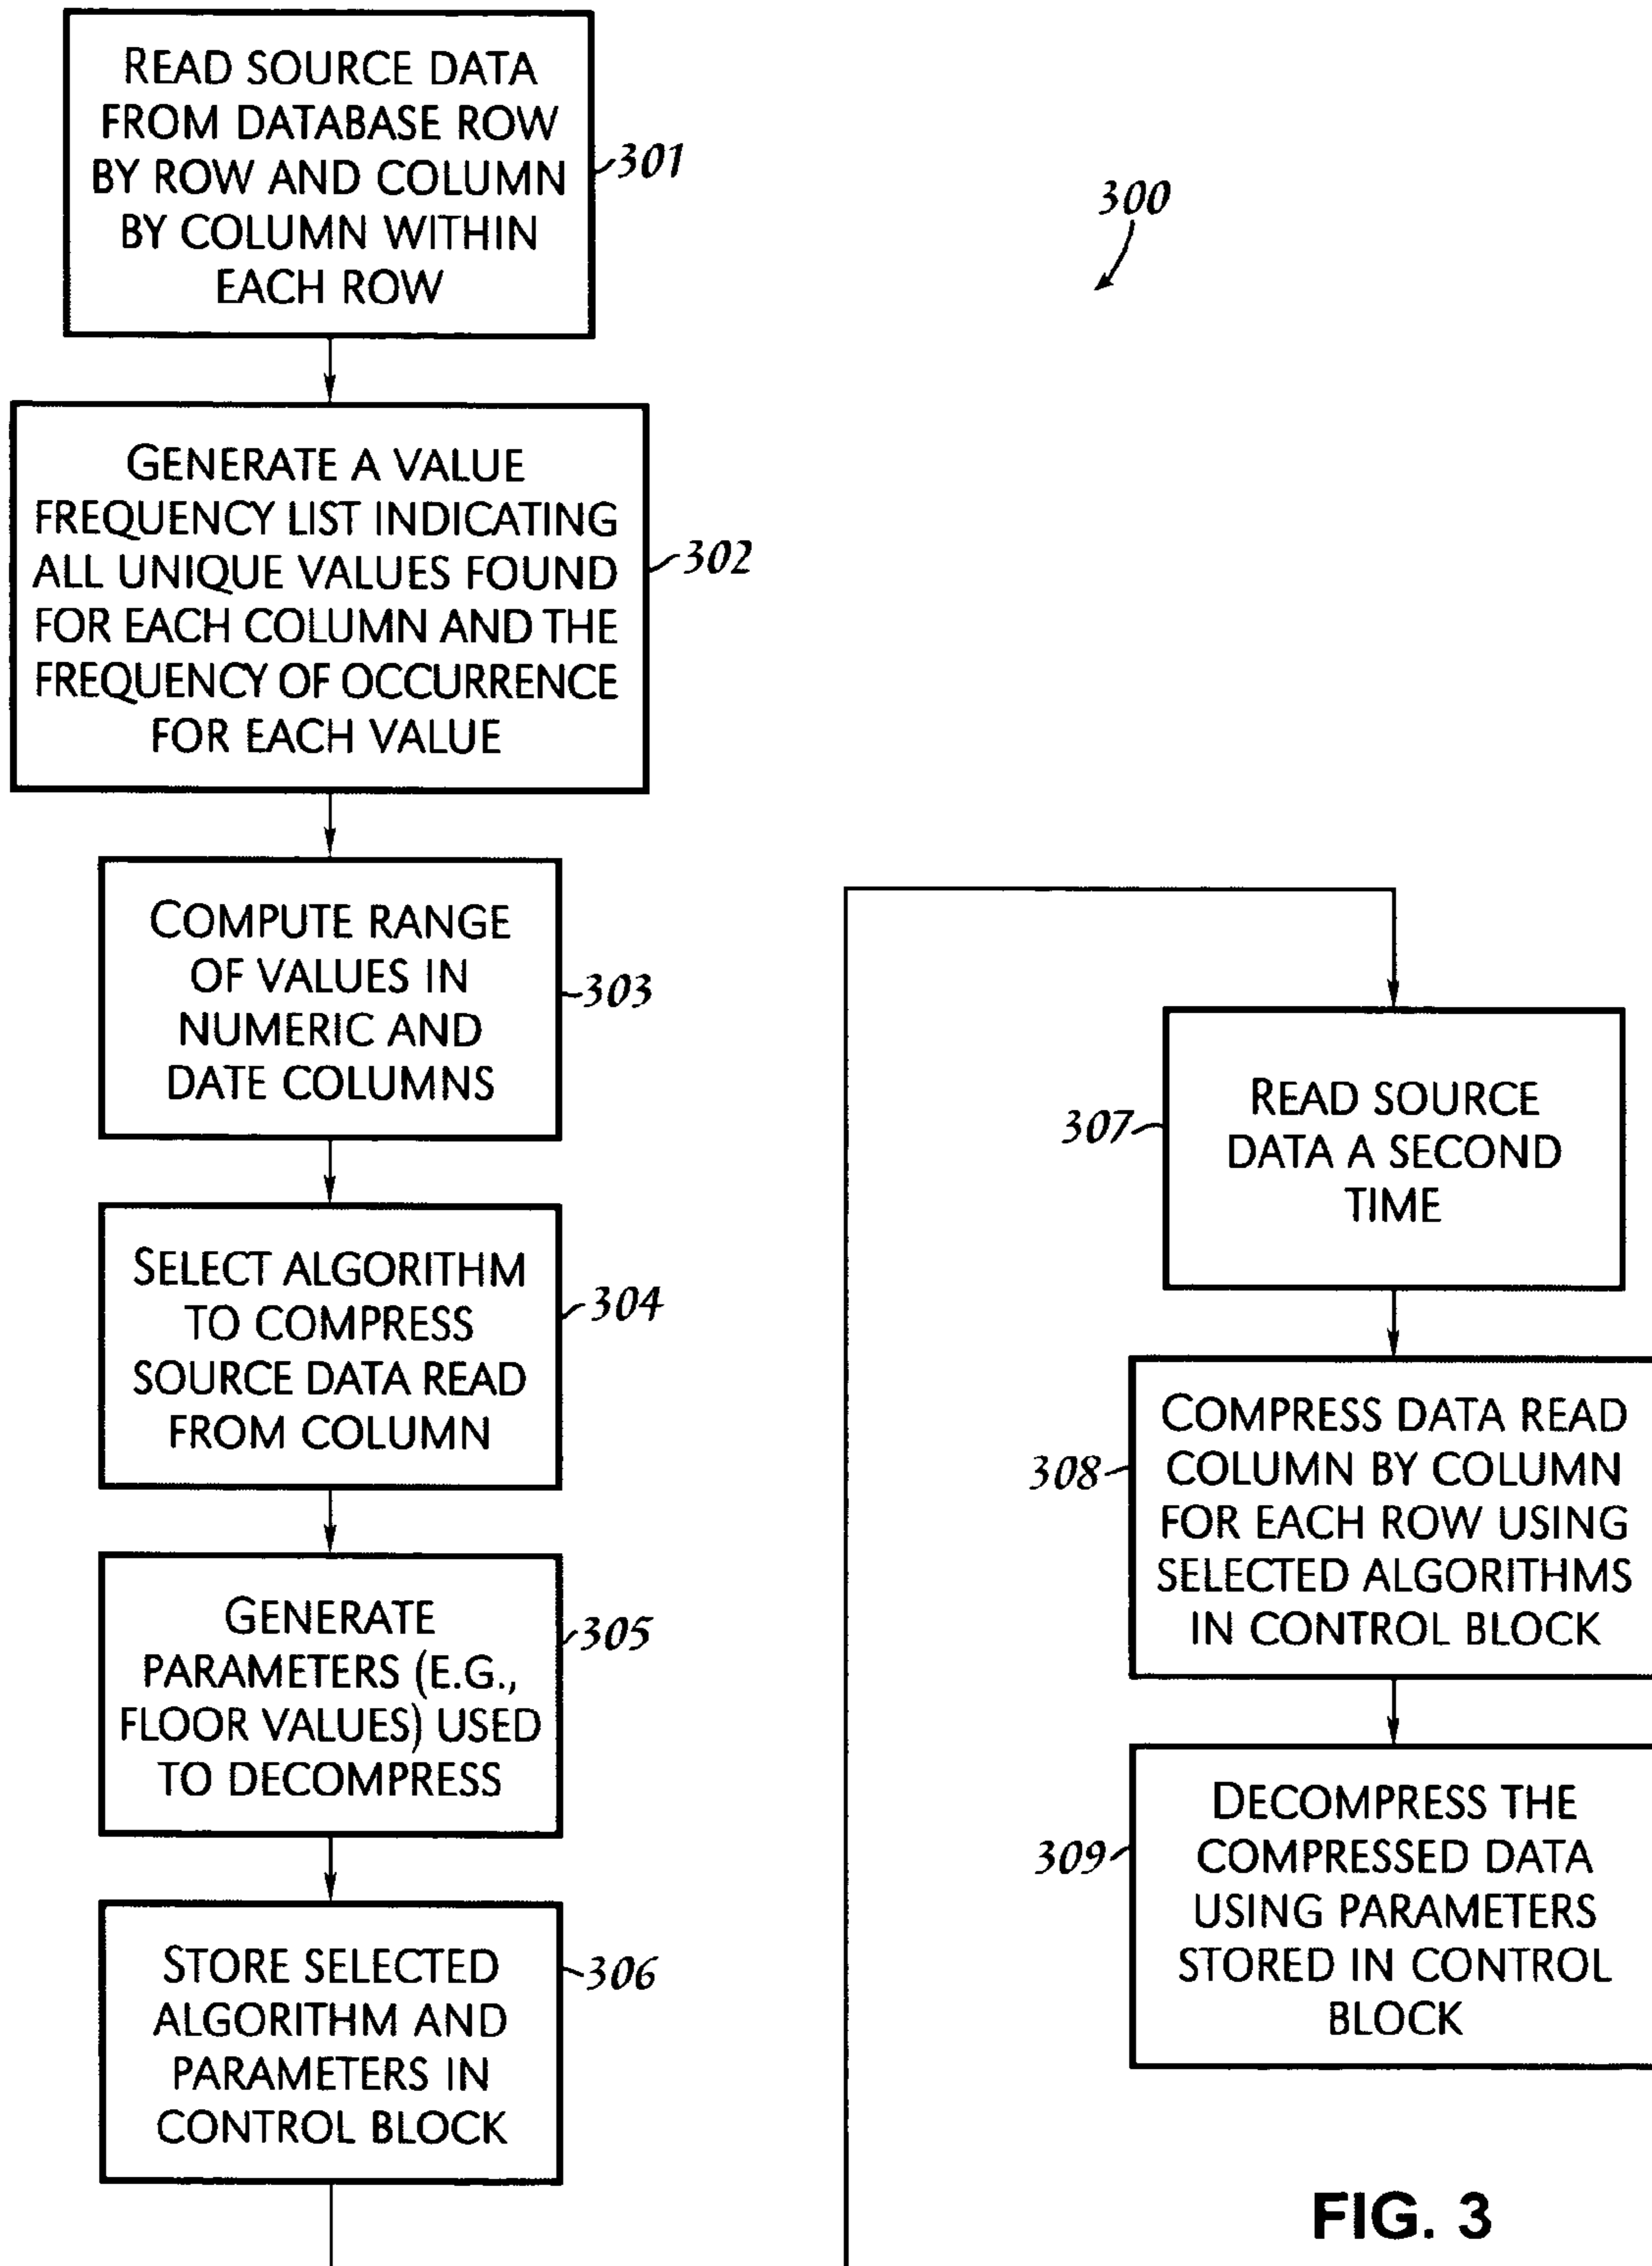 READ SOURCE DATA
FROM DATABASE ROW
BY ROW AND COLUMN
BY COLUMN WITHIN
EACH ROW
301
300
GENERATE A VALUE
FREQUENCY LIST INDICATING
ALL UNIQUE VALUES FOUND
FOR EACH COLUMN AND THE
FREQUENCY OF OCCURRENCE
FOR EACH VALUE
302
COMPUTE RANGE
OF VALUES IN
NUMERIC AND
DATE COLUMNS
303
SELECT ALGORITHM
TO COMPRESS
SOURCE DATA READ
FROM COLUMN
304
GENERATE
PARAMETERS (E.G.,
FLOOR VALUES) USED
TO DECOMPRESS
305
STORE SELECTED
ALGORITHM AND
PARAMETERS IN
CONTROL BLOCK
306
READ SOURCE
DATA A SECOND
TIME
307
COMPRESS DATA READ
COLUMN BY COLUMN
FOR EACH ROW USING
SELECTED ALGORITHMS
IN CONTROL BLOCK
308
DECOMPRESS THE
COMPRESSED DATA
USING PARAMETERS
STORED IN CONTROL
BLOCK
309
FIG. 3